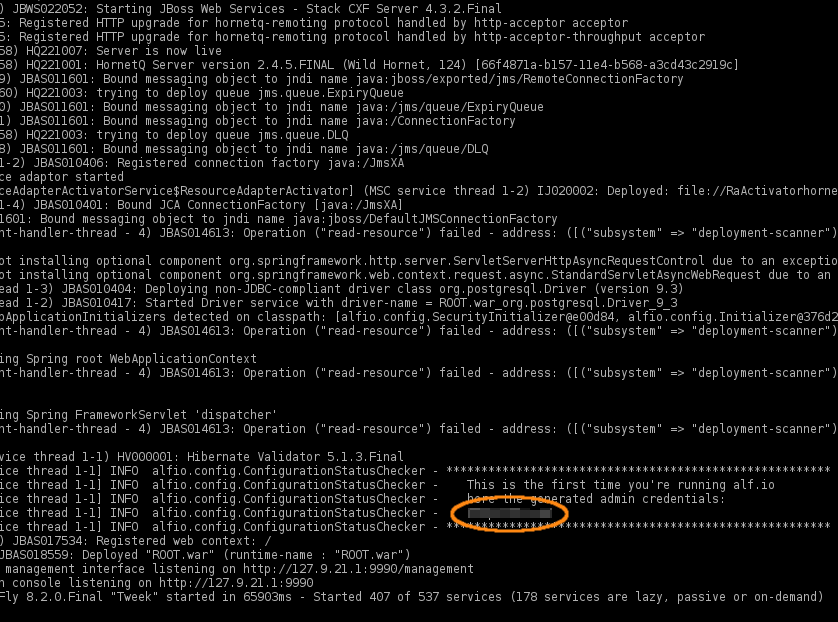 ) JBWS022052: Starting JBoss Web Services - Stack CXF Server 4.3.2.Final
5: Registered HTTP upgrade for hornetq-remoting protocol handled by http-acceptor acceptor
5: Registered HTTP upgrade for hornetq-remoting protocol handled by http-acceptor-throughput acceptor
58) HQ221007: Server is now live
58) HQ221001: HornetQ Server version 2.4.5.FINAL (Wild Hornet, 124) [66f4871a-b157-11e4-b568-a3cd43c2919c]
9) JBAS011601: Bound messaging object to jndi name java:jboss/exported/jms/RemoteConnectionFactory
60) HQ221003: trying to deploy queue jms.queue.ExpiryQueue
0) JBAS011601: Bound messaging object to jndi name java:/jms/queue/ExpiryQueue
1) JBAS011601: Bound messaging object to jndi name java:/ConnectionFactory
58) HQ221003: trying to deploy queue jms.queue.DLQ
8) JBAS011601: Bound messaging object to jndi name java:/jms/queue/DLQ
1-2) JBAS010406: Registered connection factory java:/JmsXA
ce adaptor started
ceAdapterActivatorService$ResourceAdapterActivator] (MSC service thread 1-2) IJ020002: Deployed: file://RaActivatorhorne
1-4) JBAS010401: Bound JCA ConnectionFactory [java:/JmsXA]
1601: Bound messaging object to jndi name java:jboss/DefaultJMSConnectionFactory
nt-handler-thread - 4) JBAS014613: Operation ("read-resource") failed - address: ([("subsystem" => "deployment-scanner")
ot installing optional component org.springframework.http.server.ServletServerHttpAsyncRequestControl due to an exceptio
ot installing optional component org.springframework.web.context.request.async.StandardServletAsyncWebRequest due to an
ead 1-3) JBAS010404: Deploying non-JDBC-compliant driver class org.postgresql.Driver (version 9.3)
ead 1-2) JBAS010417: Started Driver service with driver-name = ROOT.war_org.postgresql.Driver_9_3
bApplicationInitializers detected on classpath: [alfio.config.SecurityInitializer@e00d84, alfio.config.Initializer@376d2
nt-handler-thread - 4) JBAS014613: Operation ("read-resource") failed - address: ([("subsystem" => "deployment-scanner")
ing Spring root WebApplicationContext
nt-handler-thread - 4) JBAS014613: Operation ("read-resource") failed - address: ([("subsystem" => "deployment-scanner")
ing Spring FrameworkServlet 'dispatcher'
nt-handler-thread - 4) JBAS014613: Operation ("read-resource") failed - address: ([("subsystem" => "deployment-scanner")
vice thread 1-1) HV000001: Hibernate Validator 5.1.3.Final
ice thread 1-1] INFO  alfio.config.ConfigurationStatusChecker - *******************************************************
ice thread 1-1] INFO  alfio.config.ConfigurationStatusChecker -    This is the first time you're running alf.io
ice thread 1-1] INFO  alfio.config.ConfigurationStatusChecker -    here the generated admin credentials:
ice thread 1-1] INFO  alfio.config.ConfigurationStatusChecker -
ice thread 1-1] INFO  alfio.config.ConfigurationStatusChecker - *******************************************************
) JBAS017534: Registered web context: /
JBAS018559: Deployed "ROOT.war" (runtime-name : "ROOT.war")
 management interface listening on http://127.9.21.1:9990/management
n console listening on http://127.9.21.1:9990
Fly 8.2.0.Final "Tweek" started in 65903ms - Started 407 of 537 services (178 services are lazy, passive or on-demand)